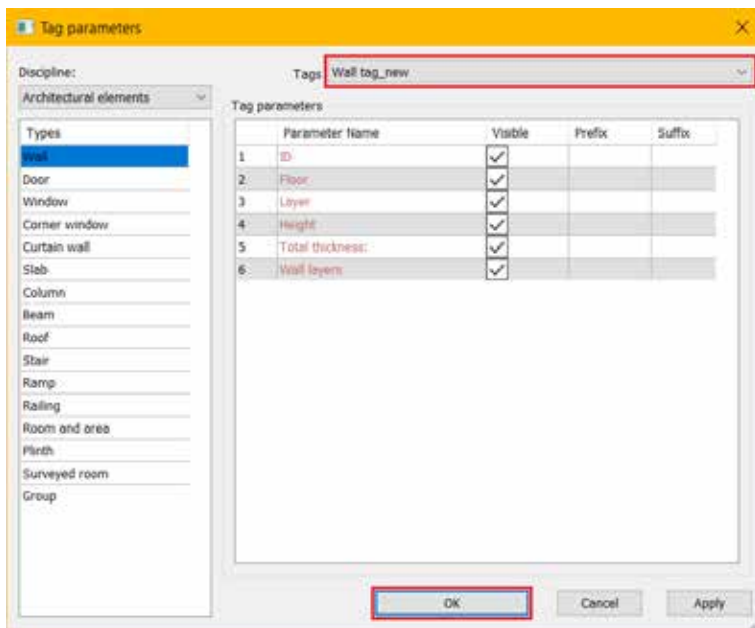 Tag parameters
Discipline:
Architectural elements
Tags Wall tag_new
Types
Wall
Door
Window
Corner window
Curtain wall
Slab
Column
Beam
Roof
Stair
Ramp
Railing
Room and area
Plinth
Surveyed room
Group
Tag parameters
Parameter Name Visible Prefix Suffix
1 ID
2 Floor
3 Layer
4 Height
5 Total thickness:
6 Wall layers
OK Cancel Apply